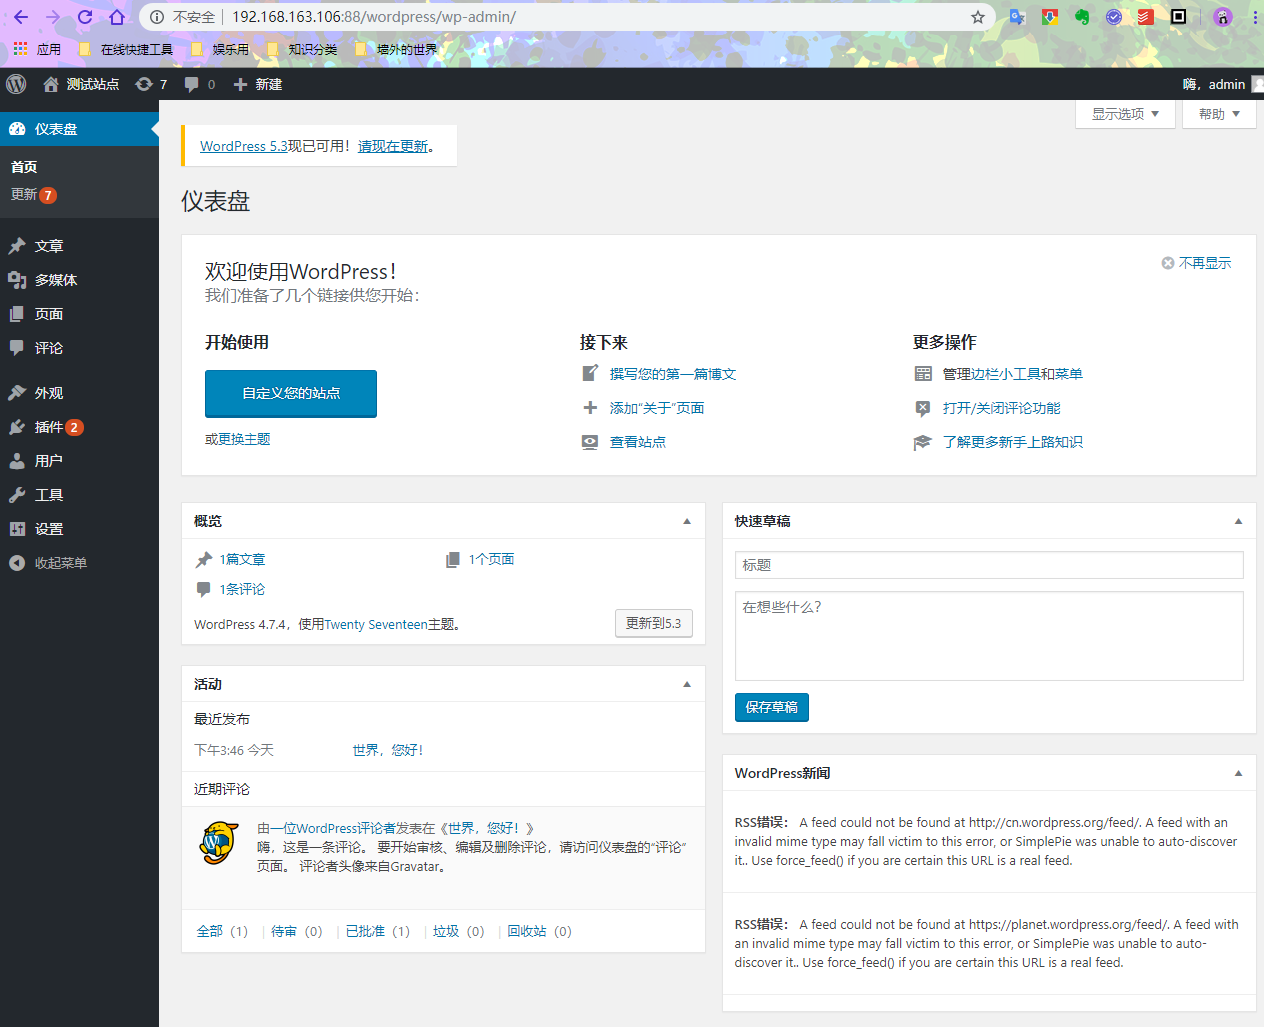 不安全 192.168.163.106:88/wordpress/wp-admin/
应用 在线快捷工具 娱乐用 知识分类 墙外的世界
测试站点 7 0 新建 嗨，admin
显示选项 帮助
仪表盘
首页
更新 7
文章
多媒体
页面
评论
外观
插件 2
用户
工具
设置
收起菜单
WordPress 5.3现已可用！请现在更新。
仪表盘
欢迎使用WordPress！
不再显示
我们准备了几个链接供您开始：
开始使用
自定义您的站点
或更换主题
接下来
撰写您的第一篇博文
添加“关于”页面
查看站点
更多操作
管理边栏小工具和菜单
打开/关闭评论功能
了解更多新手上路知识
概览
1篇文章 1个页面
1条评论
WordPress 4.7.4，使用Twenty Seventeen主题。 更新到5.3
活动
最近发布
下午3:46 今天 世界，您好！
近期评论
由一位WordPress评论者发表在《世界，您好！》
嗨，这是一条评论。 要开始审核、编辑及删除评论，请访问仪表盘的“评论”
页面。 评论者头像来自Gravatar。
全部（1） | 待审（0） | 已批准（1） | 垃圾（0） | 回收站（0）
快速草稿
标题
在想些什么？
保存草稿
WordPress新闻
RSS错误： A feed could not be found at http://cn.wordpress.org/feed/. A feed with an
invalid mime type may fall victim to this error, or SimplePie was unable to auto-discover
it.. Use force_feed() if you are certain this URL is a real feed.
RSS错误： A feed could not be found at https://planet.wordpress.org/feed/. A feed with
an invalid mime type may fall victim to this error, or SimplePie was unable to auto-
discover it.. Use force_feed() if you are certain this URL is a real feed.